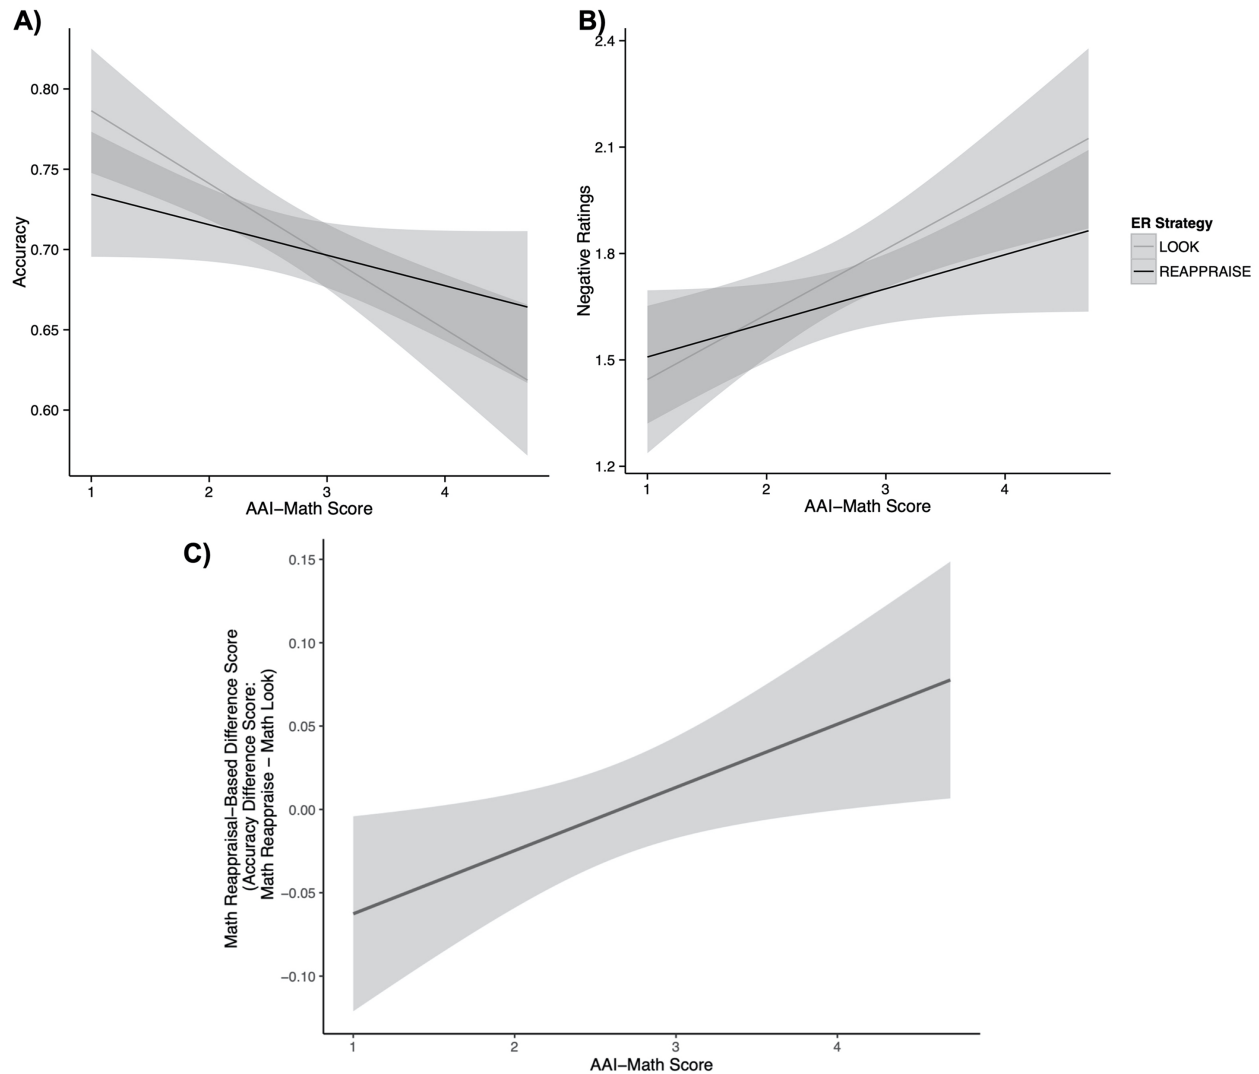 A)
Accuracy
0.80
0.75
0.70
0.65
0.60
1
2
3
4
AAI–Math Score
B)
Negative Ratings
2.4
2.1
1.8
1.5
1.2
1
2
3
4
AAI–Math Score
ER Strategy
LOOK
REAPPRAISE
C)
Math Reappraisal–Based Difference Score
(Accuracy Difference Score:
Math Reappraise – Math Look)
0.15
0.10
0.05
0.00
−0.05
−0.10
1
2
3
4
AAI–Math Score